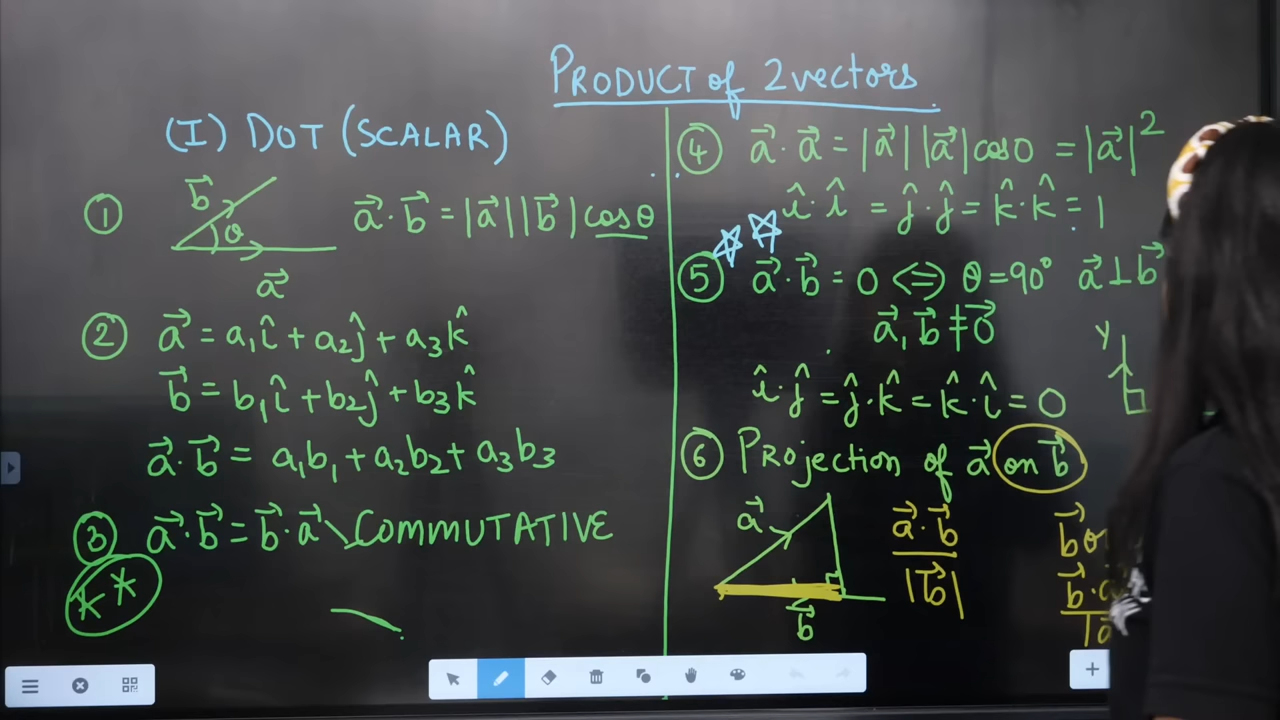 PRODUCT of 2 vectors
(I) DOT (SCALAR)
b⃗
θ
a⃗
① a⃗·b⃗ = |a⃗||b⃗| cosθ
② a⃗ = a₁î + a₂ĵ + a₃k̂
b⃗ = b₁î + b₂ĵ + b₃k̂
a⃗·b⃗ = a₁b₁ + a₂b₂ + a₃b₃
③ a⃗·b⃗ = b⃗·a⃗ \ COMMUTATIVE
**
④ a⃗·a⃗ = |a⃗||a⃗|cos0 = |a⃗|²
î·î = ĵ·ĵ = k̂·k̂ = 1
⑤ a⃗·b⃗ = 0 ⟺ θ = 90° a⃗⊥b⃗
a⃗, b⃗ ≠ 0⃗
Y
î·ĵ = ĵ·k̂ = k̂·î = 0
⑥ PROJECTION of a⃗ on b⃗
a⃗
b⃗
a⃗·b⃗
|b⃗|
b⃗
b⃗·